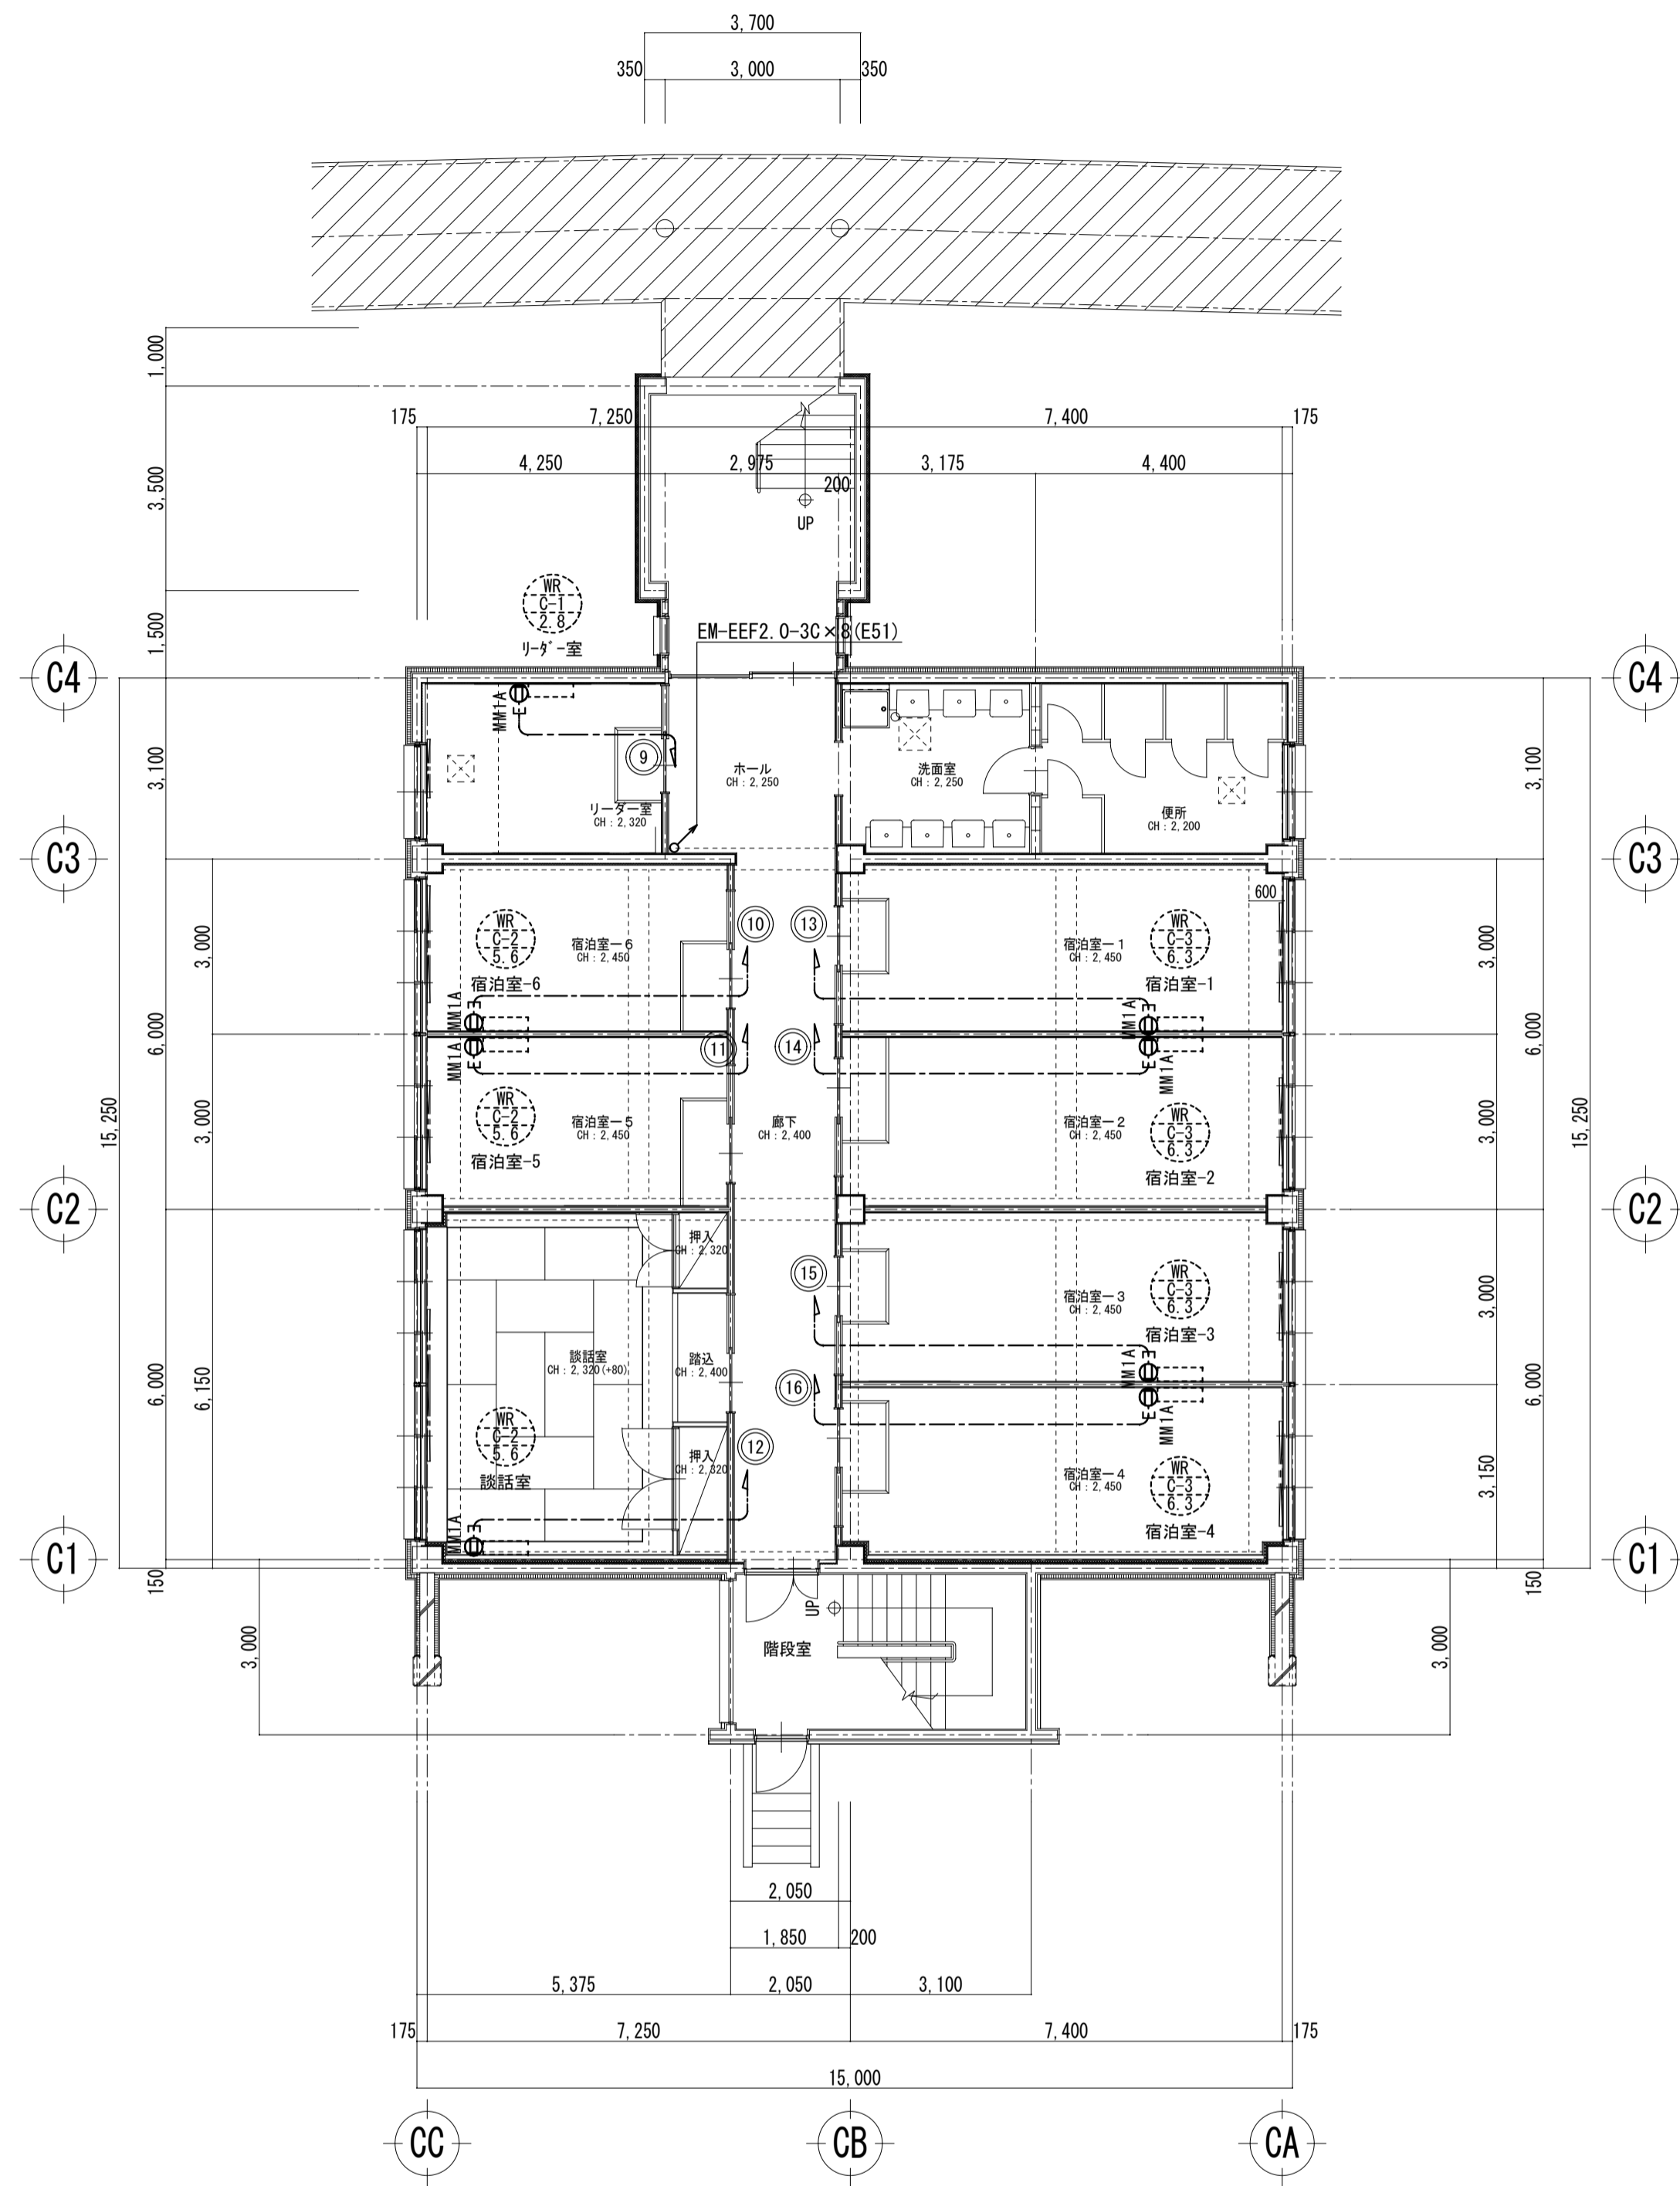 3,700
350 3,000 350
1,000
175 7,250 7,400 175
4,250 2,975 3,175 4,400
3,500
200
UP
WR
C-1
2.8
リーダー室
1,500
EM-EEF2.0-3C×8(E51)
C4 C4
MM1A
E
9
3,100 3,100
ホール
CH：2,250
洗面室
CH：2,250
リーダー室
CH：2,320
便所
CH：2,200
C3 C3
600
10 13
WR
C-2
5.6
宿泊室-6
宿泊室－6
CH：2,450
宿泊室－1
CH：2,450
WR
C-3
6.3
宿泊室-1
3,000 3,000
MM1A
E
MM1A
E
6,000 6,000
11 14
MM1A
E
MM1A
E
WR
C-2
5.6
宿泊室-5
宿泊室－5
CH：2,450
廊下
CH：2,400
宿泊室－2
CH：2,450
WR
C-3
6.3
宿泊室-2
15,250 3,000 3,000 15,250
C2 C2
押入
CH：2,320
15
宿泊室－3
CH：2,450
WR
C-3
6.3
宿泊室-3
3,000
談話室
CH：2,320(+80)
踏込
CH：2,400
MM1A
E
6,000 6,150 6,000
16
MM1A
E
WR
C-2
5.6
談話室
12
押入
CH：2,320
宿泊室－4
CH：2,450
WR
C-3
6.3
宿泊室-4
3,150
MM1A
E
C1 C1
150 150
UP
階段室
3,000 3,000
2,050
1,850 200
5,375 2,050 3,100
175 7,250 7,400 175
15,000
CC CB CA